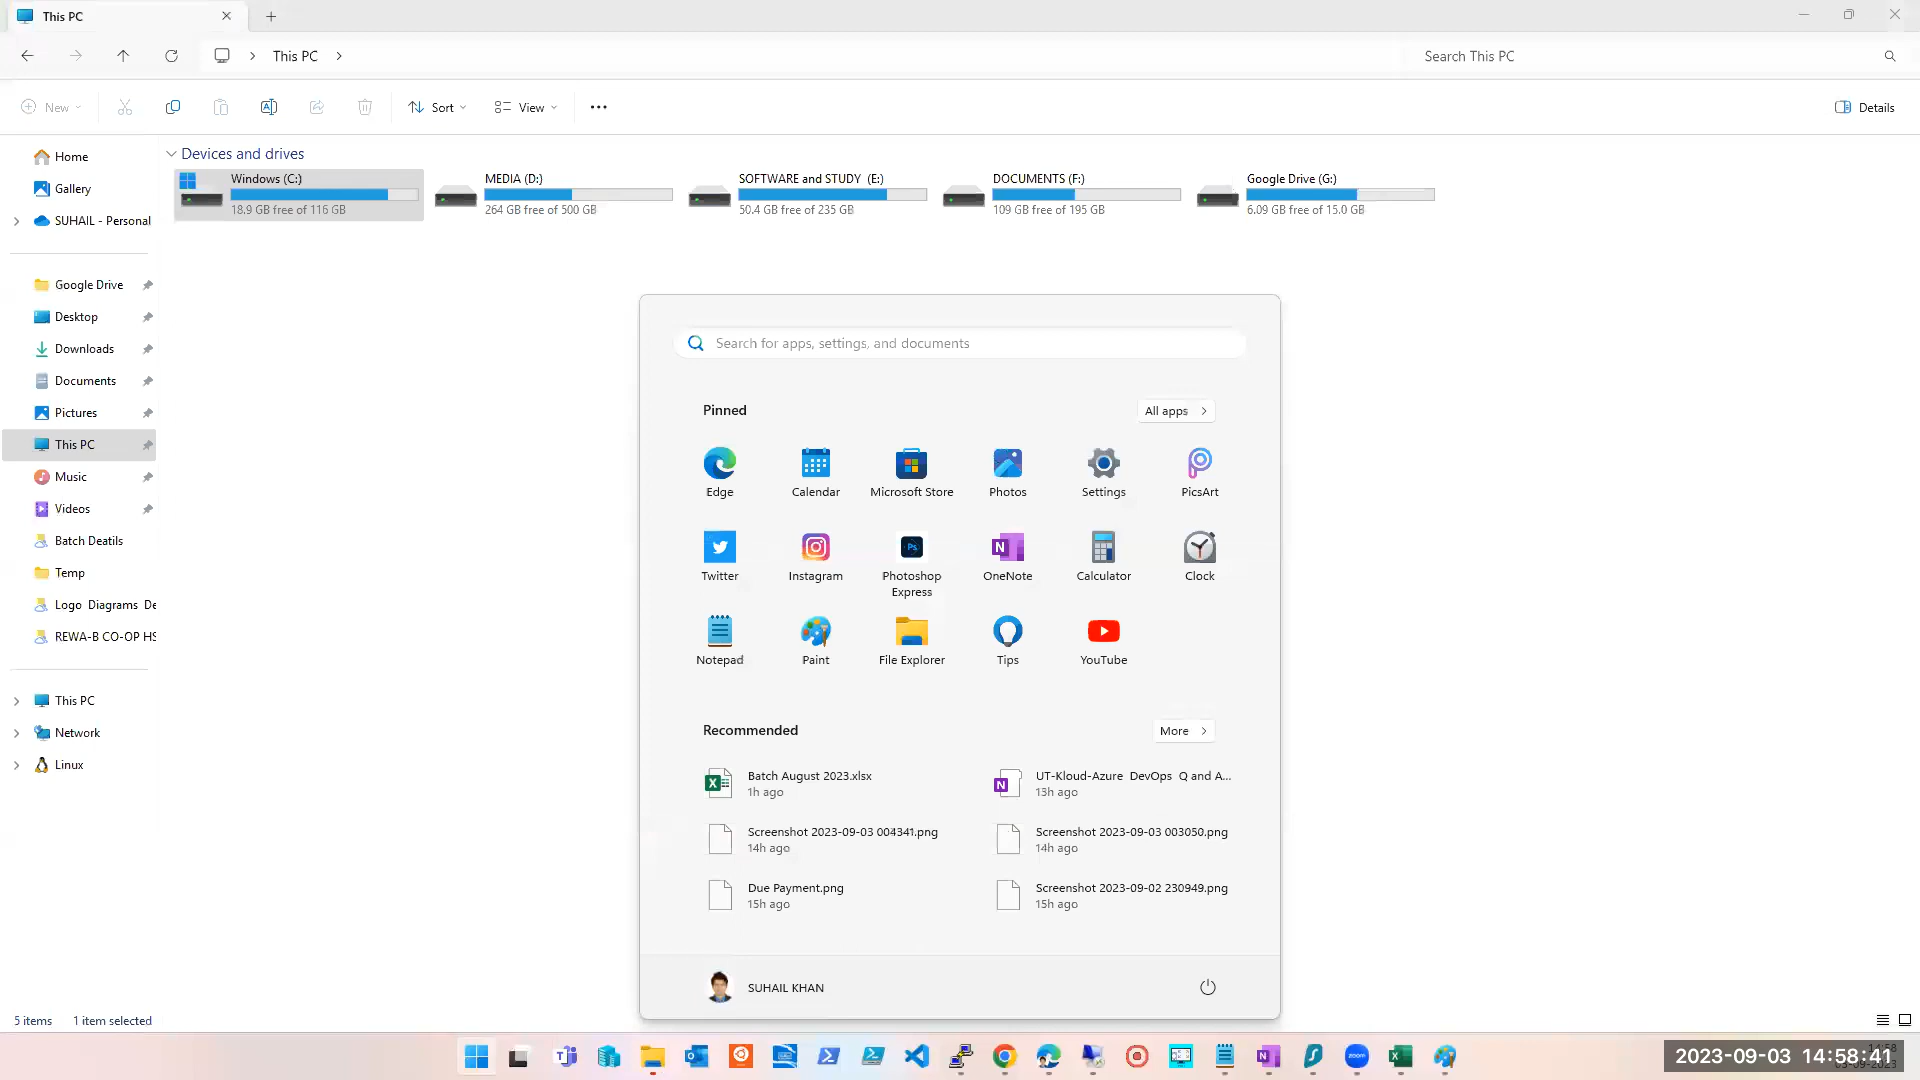 This PC
This PC
Search This PC
New
Sort
View
Details
Home
Gallery
SUHAIL - Personal
Google Drive
Desktop
Downloads
Documents
Pictures
This PC
Music
Videos
Batch Deatils
Temp
Logo Diagrams De
REWA-B CO-OP HS
This PC
Network
Linux
Devices and drives
Windows (C:)
18.9 GB free of 116 GB
MEDIA (D:)
264 GB free of 500 GB
SOFTWARE and STUDY (E:)
50.4 GB free of 235 GB
DOCUMENTS (F:)
109 GB free of 195 GB
Google Drive (G:)
6.09 GB free of 15.0 GB
Search for apps, settings, and documents
Pinned
All apps
Edge
Calendar
Microsoft Store
Photos
Settings
PicsArt
Twitter
Instagram
Photoshop
Express
OneNote
Calculator
Clock
Notepad
Paint
File Explorer
Tips
YouTube
Recommended
More
Batch August 2023.xlsx
1h ago
UT-Kloud-Azure DevOps Q and A...
13h ago
Screenshot 2023-09-03 004341.png
14h ago
Screenshot 2023-09-03 003050.png
14h ago
Due Payment.png
15h ago
Screenshot 2023-09-02 230949.png
15h ago
SUHAIL KHAN
5 items
1 item selected
2023-09-03 14:58:41